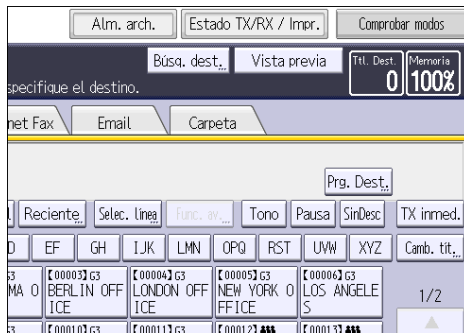 Alm. arch. Estado TX/RX / Impr. Comprobar modos
Búsq. dest. Vista previa Ttl. Dest. Memoria
specifique el destino. 0 100%
net Fax Email Carpeta
Prg. Dest.
Reciente Selec. línea Func. av. Tono Pausa SinDesc TX inmed.
D EF GH IJK LMN OPQ RST UVW XYZ Camb. tit.
G3 【00003】G3 【00004】G3 【00005】G3 【00006】G3
MA O BERLIN OFF LONDON OFF NEW YORK O LOS ANGELE
ICE ICE FFICE S 1/2
G3 【00010】G3 【00011】G3 【00012】 【00013】